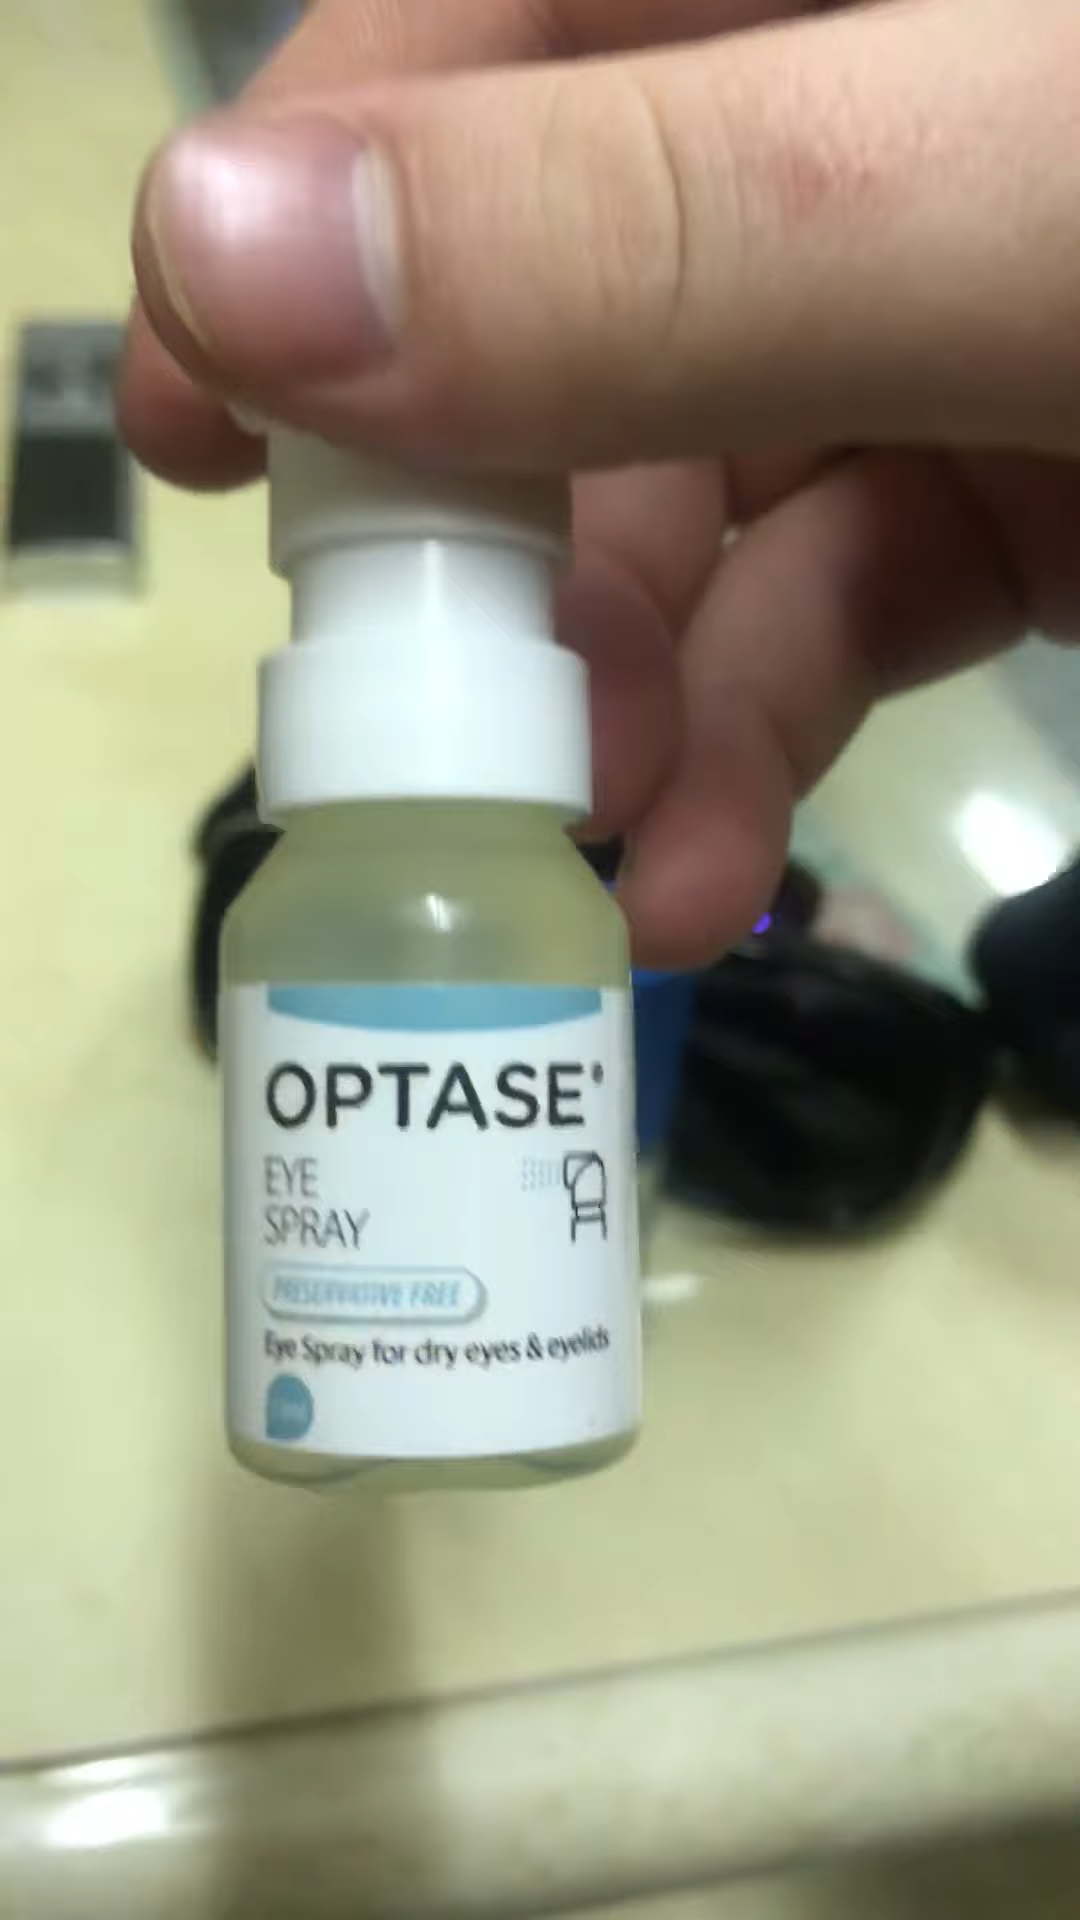 OPTASE®
EYE
SPRAY
PRESERVATIVE FREE
Eye Spray for dry eyes & eyelids